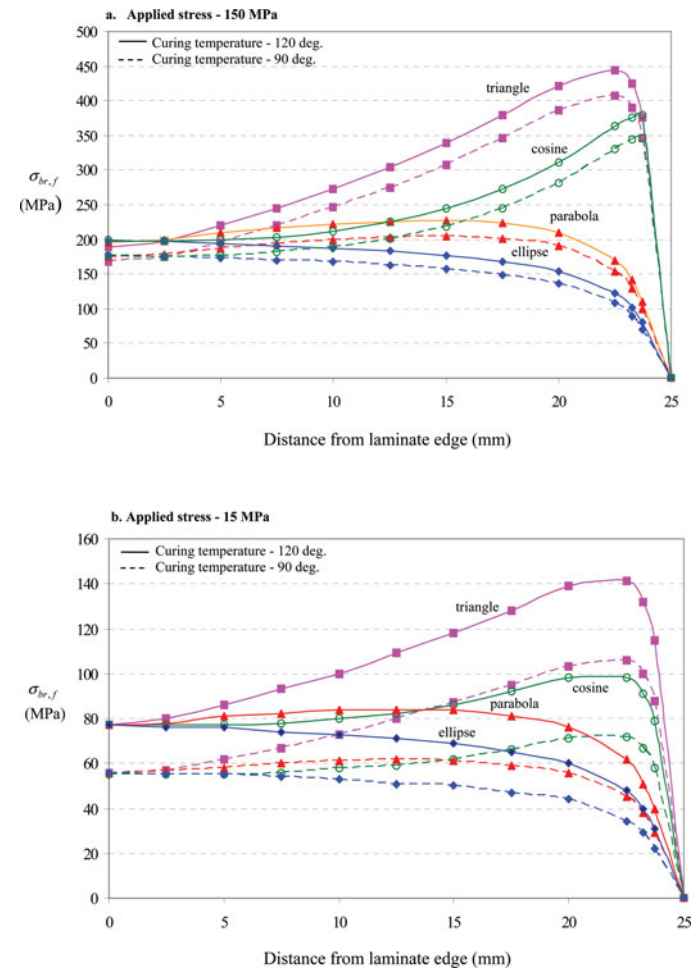 a. Applied stress - 150 MPa
500
Curing temperature - 120 deg.
450
Curing temperature - 90 deg.
triangle
400
350
cosine
300
σbr,f
250
(MPa)
parabola
200
150
ellipse
100
50
0
0 5 10 15 20 25
Distance from laminate edge (mm)
b. Applied stress - 15 MPa
160
Curing temperature - 120 deg.
Curing temperature - 90 deg.
140
triangle
120
100
cosine
σbr,f
parabola
80
(MPa)
ellipse
60
40
20
0
0 5 10 15 20 25
Distance from laminate edge (mm)